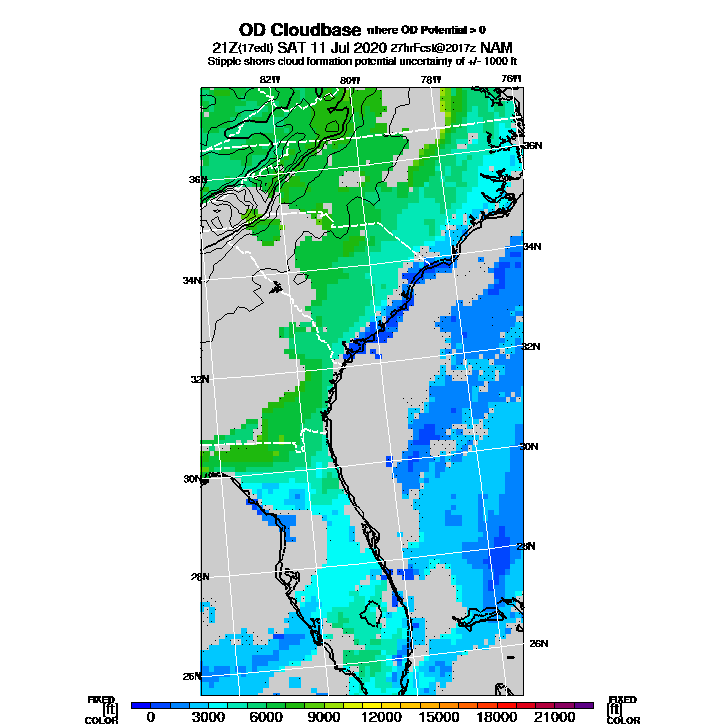 OD Cloudbase where OD Potential > 0
21Z(17edt) SAT 11 Jul 2020 27hrFcst@2017z NAM
Stipple shows cloud formation potential uncertainty of +/- 1000 ft
82W 80W 78W 76W
36N
36N
34N
34N
32N
32N
30N
30N
28N
28N
26N
26N
FIXED FIXED
[ft] 0 3000 6000 9000 12000 15000 18000 21000 [ft]
COLOR COLOR